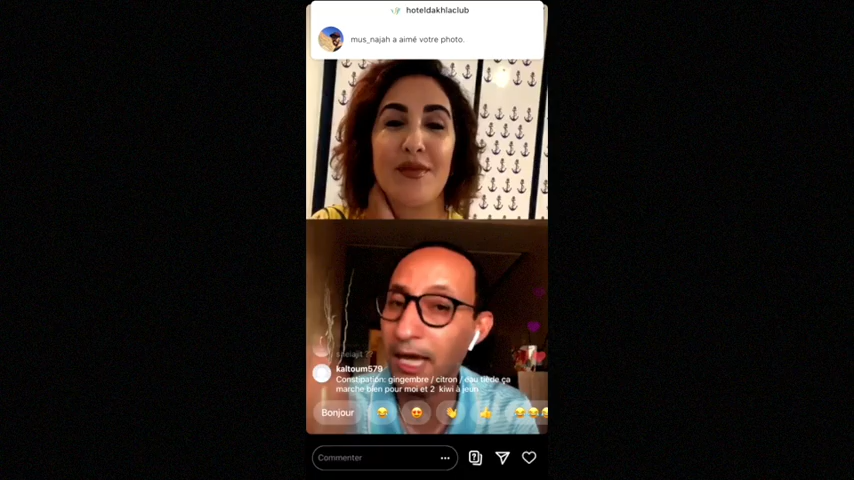 hoteldakhlaclub
mus_najah a aimé votre photo.
kaltoum579
Constipation: gingembre / citron / eau tiède ça
marche bien pour moi et 2 kiwi à jeun
Bonjour
Commenter